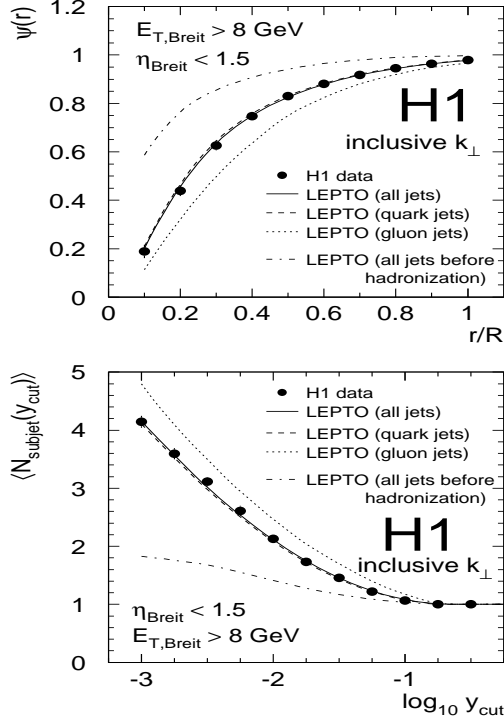 ψ(r)
1.2
1
0.8
0.6
0.4
0.2
0
E_T,Breit > 8 GeV
η_Breit < 1.5
H1
inclusive k_⊥
H1 data
LEPTO (all jets)
LEPTO (quark jets)
LEPTO (gluon jets)
LEPTO (all jets before
hadronization)
0 0.2 0.4 0.6 0.8 1
r/R
⟨N_subjet(y_cut)⟩
5
4
3
2
1
0
H1 data
LEPTO (all jets)
LEPTO (quark jets)
LEPTO (gluon jets)
LEPTO (all jets before
hadronization)
H1
inclusive k_⊥
η_Breit < 1.5
E_T,Breit > 8 GeV
-3 -2 -1
log_10 y_cut